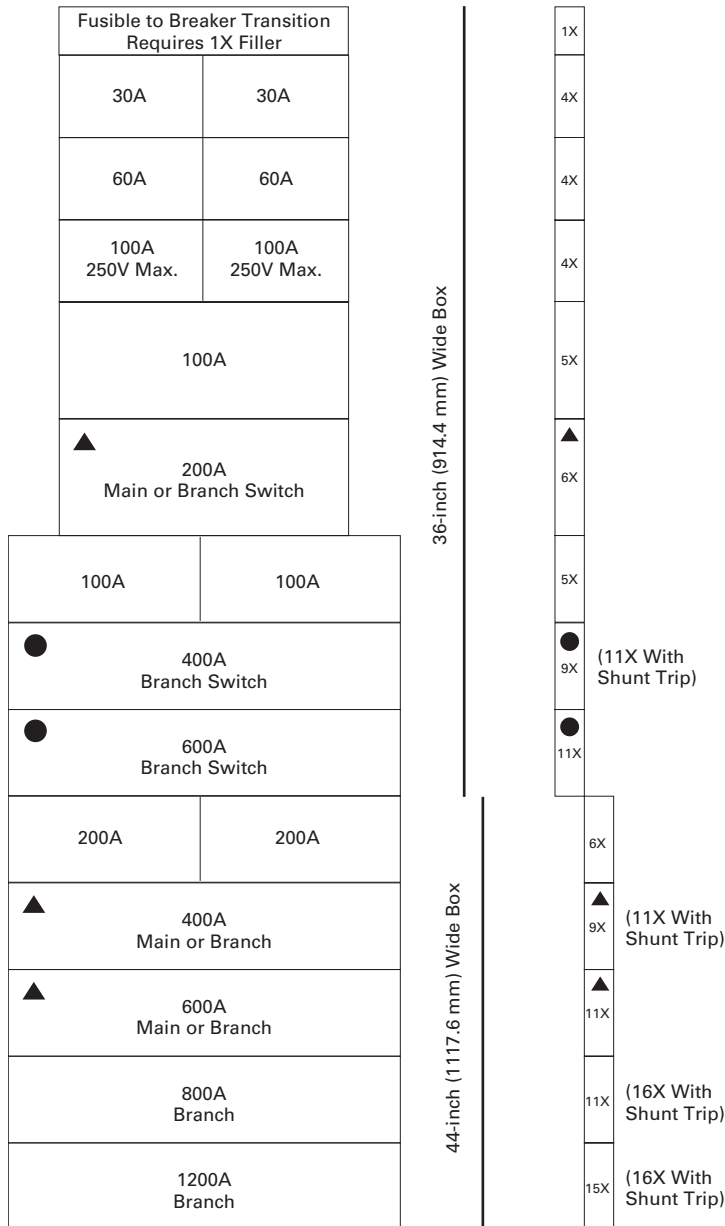 Fusible to Breaker Transition
Requires 1X Filler
1X
30A 30A
4X
60A 60A
4X
100A
250V Max.
100A
250V Max.
4X
100A
5X
200A
Main or Branch Switch
6X
100A 100A
5X
400A
Branch Switch
9X
(11X With
Shunt Trip)
600A
Branch Switch
11X
36-inch (914.4 mm) Wide Box
200A 200A
6X
400A
Main or Branch
9X
(11X With
Shunt Trip)
600A
Main or Branch
11X
800A
Branch
11X
(16X With
Shunt Trip)
1200A
Branch
15X
(16X With
Shunt Trip)
44-inch (1117.6 mm) Wide Box